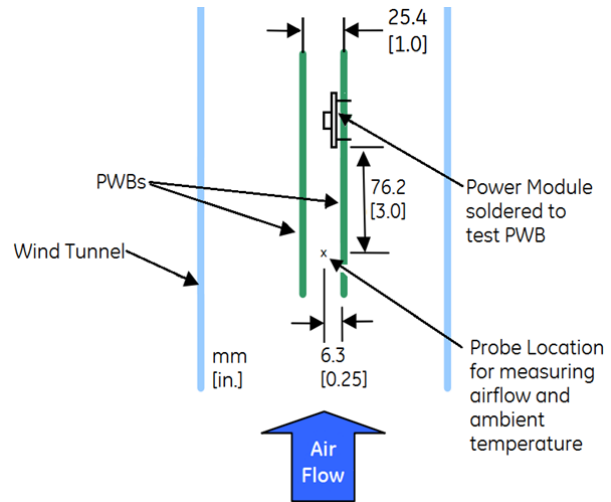 25.4
[1.0]
PWBs
76.2
[3.0]
Power Module
soldered to
test PWB
Wind Tunnel
x
mm
[in.]
6.3
[0.25]
Probe Location
for measuring
airflow and
ambient
temperature
Air
Flow